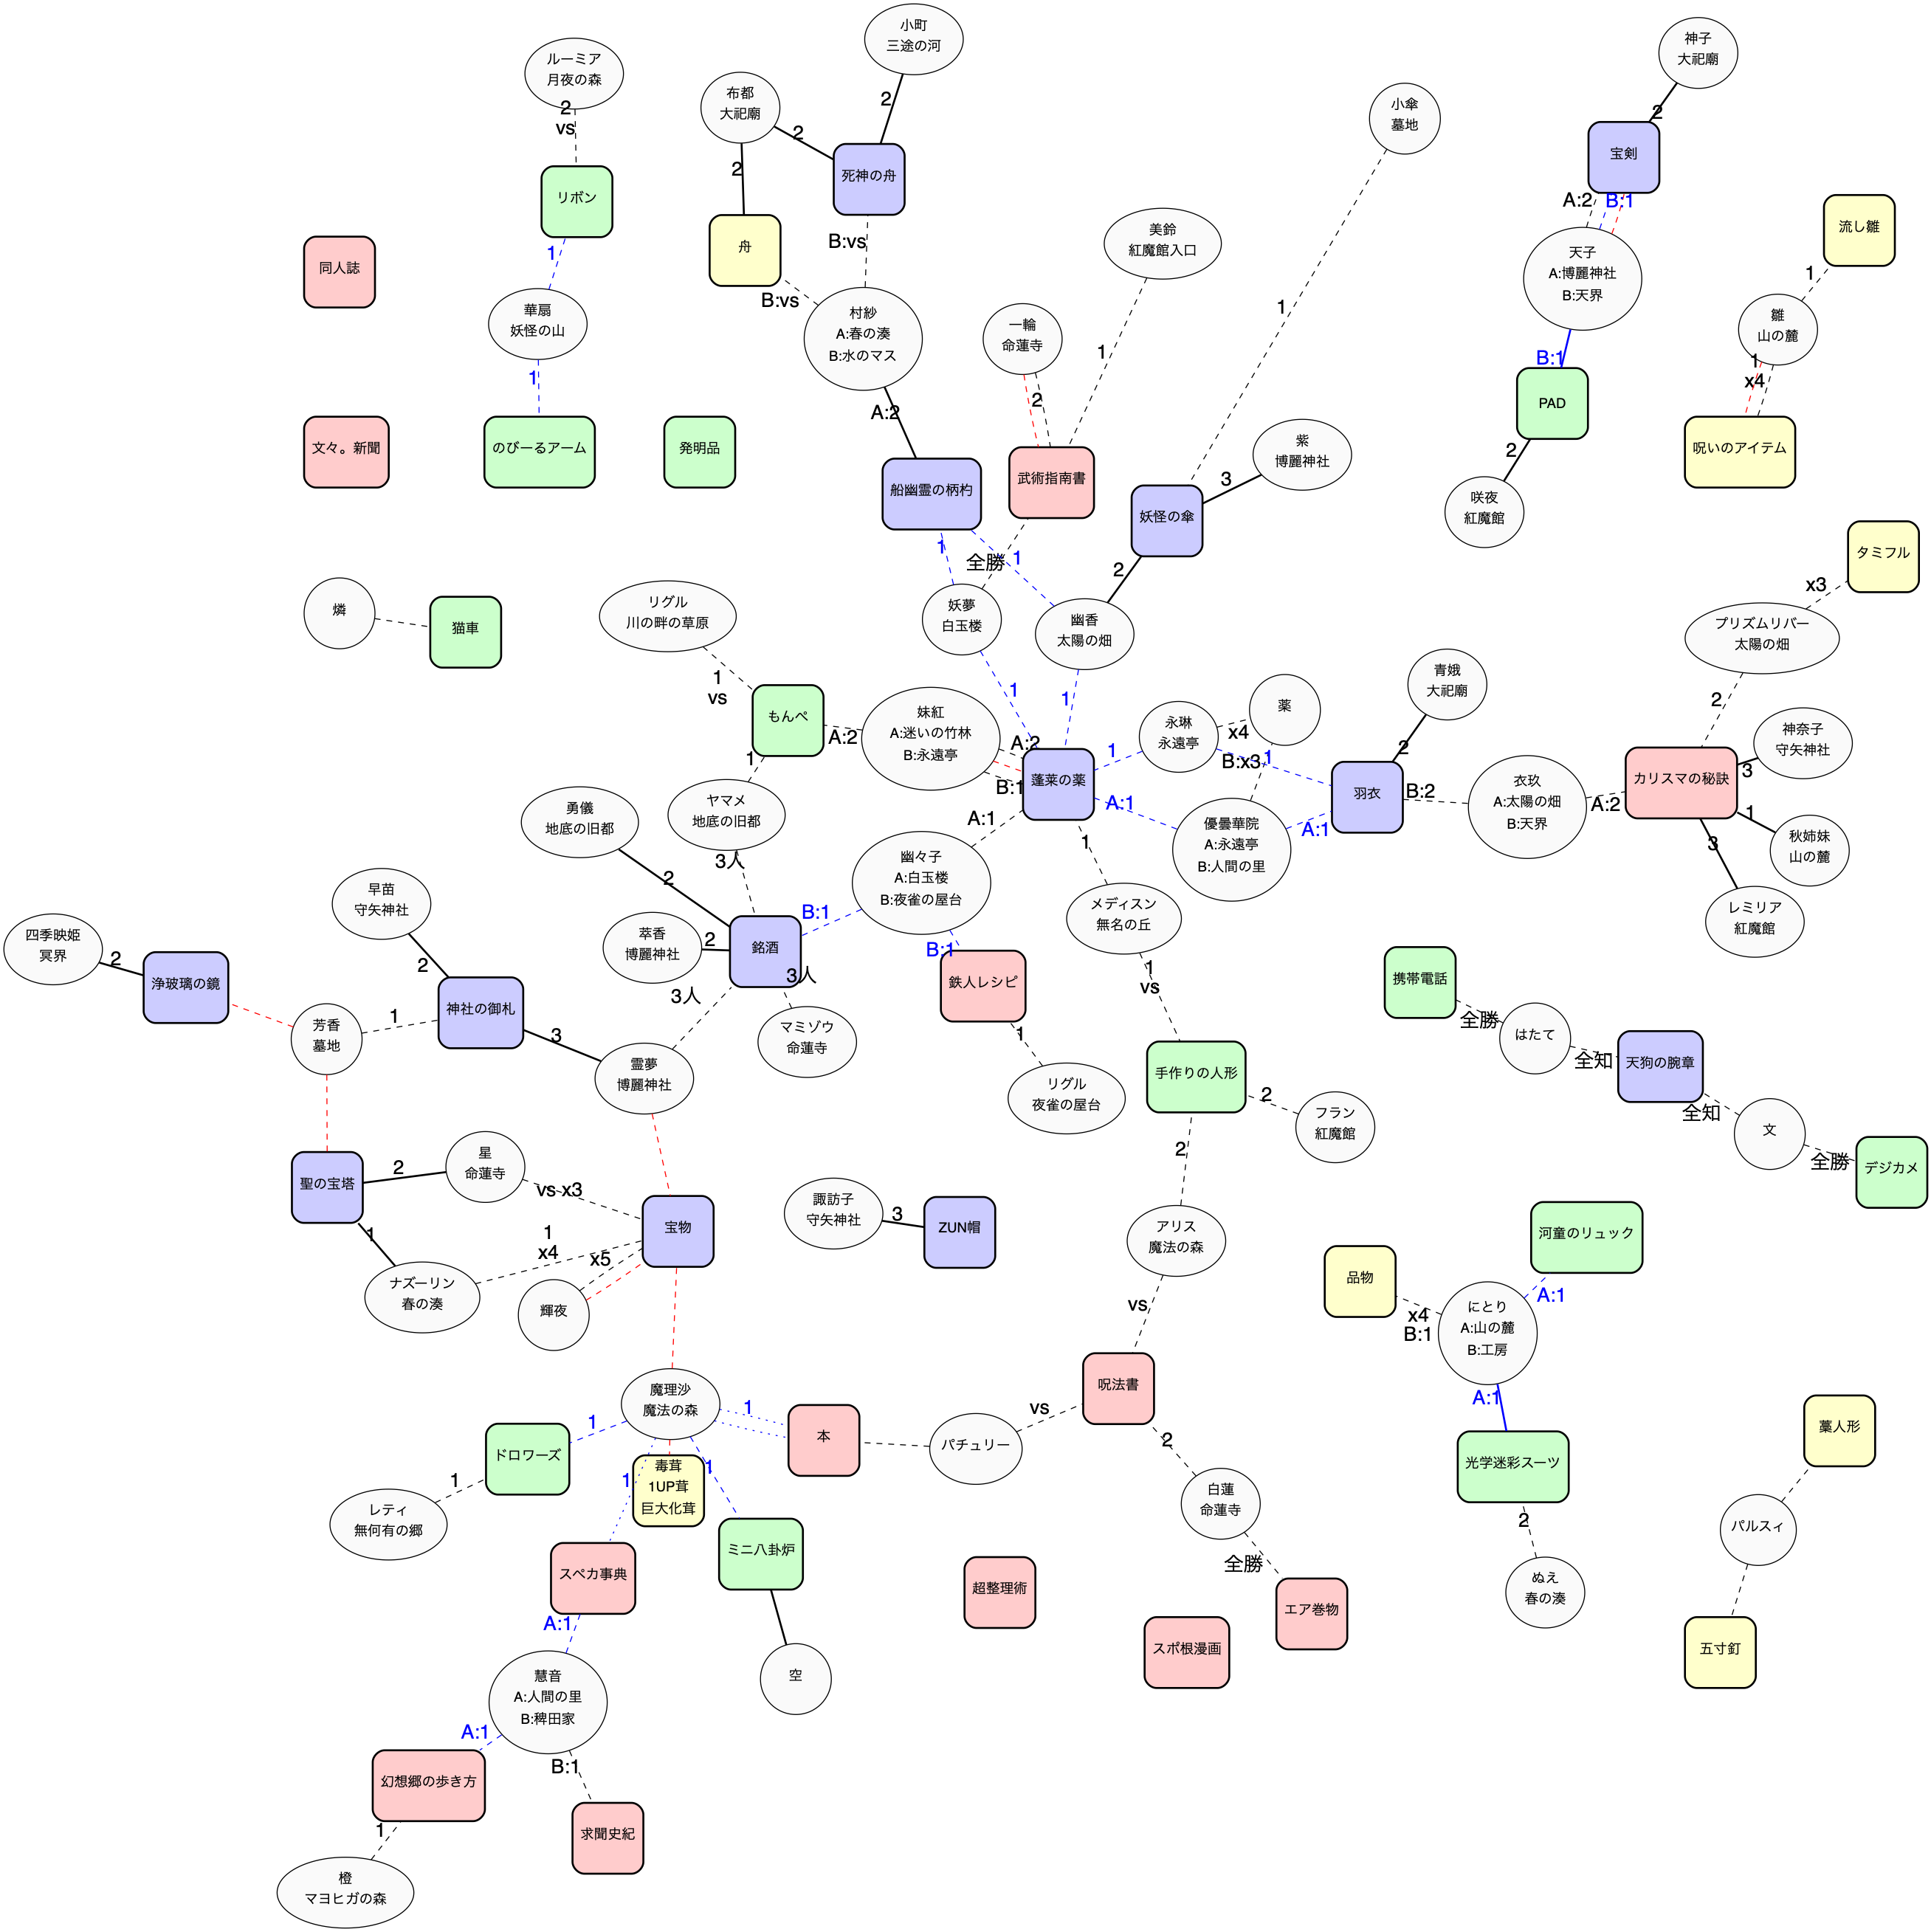 小町
三途の河
神子
大祀廟
ルーミア
月夜の森
2
vs
布都
大祀廟
2
2
2
小傘
墓地
2
宝剣
死神の舟
リボン
A:2
B:1
流し雛
美鈴
紅魔館入口
舟
B:vs
B:vs
天子
A:博麗神社
B:天界
同人誌
1
1
華扇
妖怪の山
村紗
A:春の湊
B:水のマス
一輪
命蓮寺
1
1
雛
山の麓
B:1
1
x4
1
2
A:2
PAD
文々。新聞
のびーるアーム
発明品
船幽霊の柄杓
武術指南書
紫
博麗神社
3
2
呪いのアイテム
妖怪の傘
咲夜
紅魔館
1
全勝
1
2
タミフル
x3
燐
猫車
リグル
川の畔の草原
妖夢
白玉楼
幽香
太陽の畑
プリズムリバー
太陽の畑
1
vs
1
1
青娥
大祀廟
2
もんぺ
A:2
妹紅
A:迷いの竹林
B:永遠亭
A:2
B:1
永琳
永遠亭
薬
x4
1
B:x3
1
2
神奈子
守矢神社
3
1
蓬莱の薬
羽衣
B:2
衣玖
A:太陽の畑
B:天界
A:2
カリスマの秘訣
勇儀
地底の旧都
ヤマメ
地底の旧都
A:1
A:1
A:1
1
優曇華院
A:永遠亭
B:人間の里
1
3
秋姉妹
山の麓
3人
2
幽々子
A:白玉楼
B:夜雀の屋台
早苗
守矢神社
メディスン
無名の丘
レミリア
紅魔館
四季映姫
冥界
2
萃香
博麗神社
2
銘酒
B:1
B:1
2
3人
3人
1
vs
浄玻璃の鏡
神社の御札
鉄人レシピ
携帯電話
全勝
芳香
墓地
1
3
マミゾウ
命蓮寺
1
はたて
全知
天狗の腕章
霊夢
博麗神社
リグル
夜雀の屋台
手作りの人形
2
フラン
紅魔館
全知
文
全勝
デジカメ
2
星
命蓮寺
2
聖の宝塔
vs x3
1
1
x4
x5
宝物
諏訪子
守矢神社
3
ZUN帽
アリス
魔法の森
河童のリュック
品物
x4
B:1
A:1
ナズーリン
春の湊
輝夜
vs
にとり
A:山の麓
B:工房
A:1
魔理沙
魔法の森
呪法書
1
1
vs
藁人形
ドロワーズ
本
パチュリー
2
1
1
1
毒茸
1UP茸
巨大化茸
光学迷彩スーツ
レティ
無何有の郷
白蓮
命蓮寺
2
パルスィ
ミニ八卦炉
全勝
スペカ事典
超整理術
エア巻物
ぬえ
春の湊
A:1
スポ根漫画
五寸釘
空
慧音
A:人間の里
B:稗田家
A:1
B:1
幻想郷の歩き方
1
求聞史紀
橙
マヨヒガの森